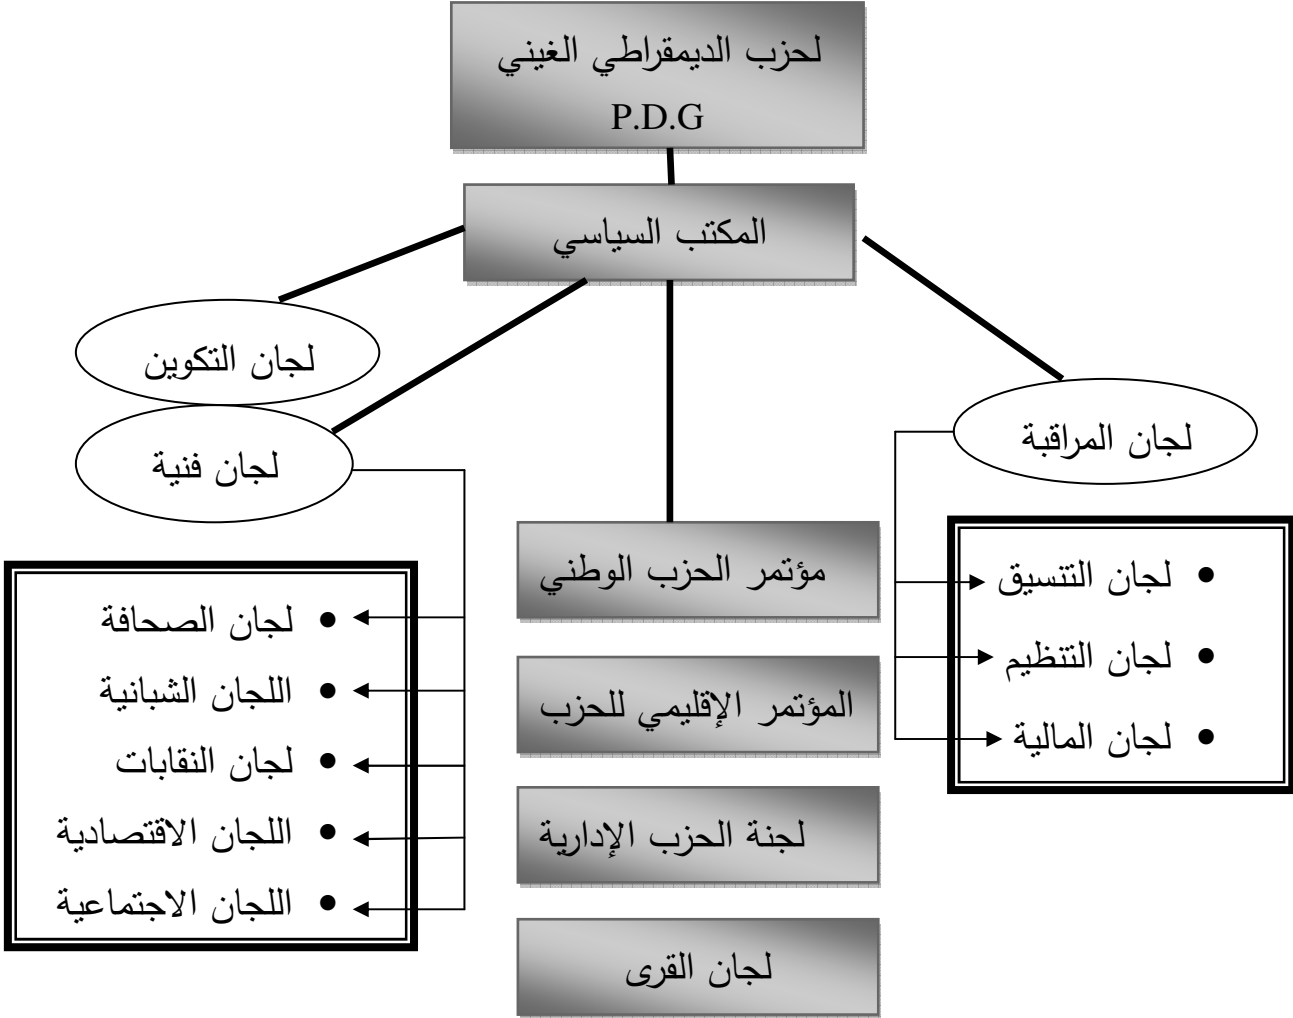 لحزب الديمقراطي الغيني
P.D.G
المكتب السياسي
لجان المراقبة
• لجان التنسيق
• لجان التنظيم
• لجان المالية
مؤتمر الحزب الوطني
المؤتمر الإقليمي للحزب
لجنة الحزب الإدارية
لجان القرى
لجان التكوين
لجان فنية
• لجان الصحافة
• اللجان الشبانية
• لجان النقابات
• اللجان الاقتصادية
• اللجان الاجتماعية